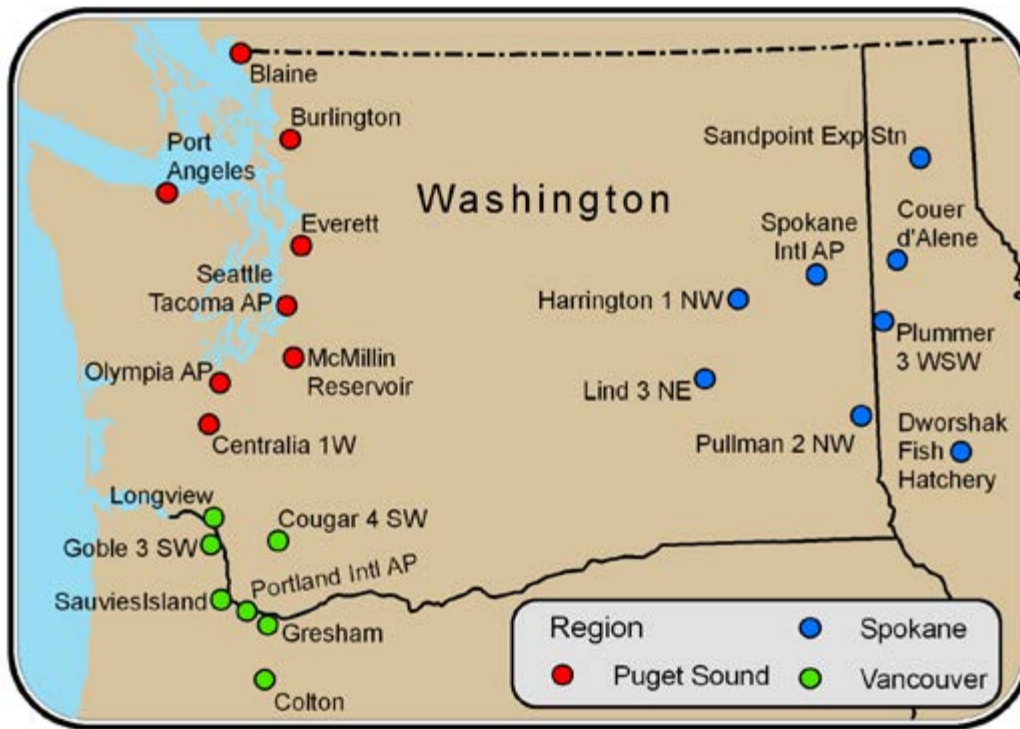 Blaine
Burlington
Port
Angeles
Sandpoint Exp Stn
Washington
Everett
Couer
d'Alene
Spokane
Intl AP
Seattle
Tacoma AP
Harrington 1 NW
Plummer
3 WSW
McMillin
Reservoir
Olympia AP
Lind 3 NE
Centralia 1W
Pullman 2 NW
Dworshak
Fish
Hatchery
Longview
Cougar 4 SW
Goble 3 SW
Portland Intl AP
SauviesIsland
Gresham
Colton
Region
Spokane
Puget Sound
Vancouver